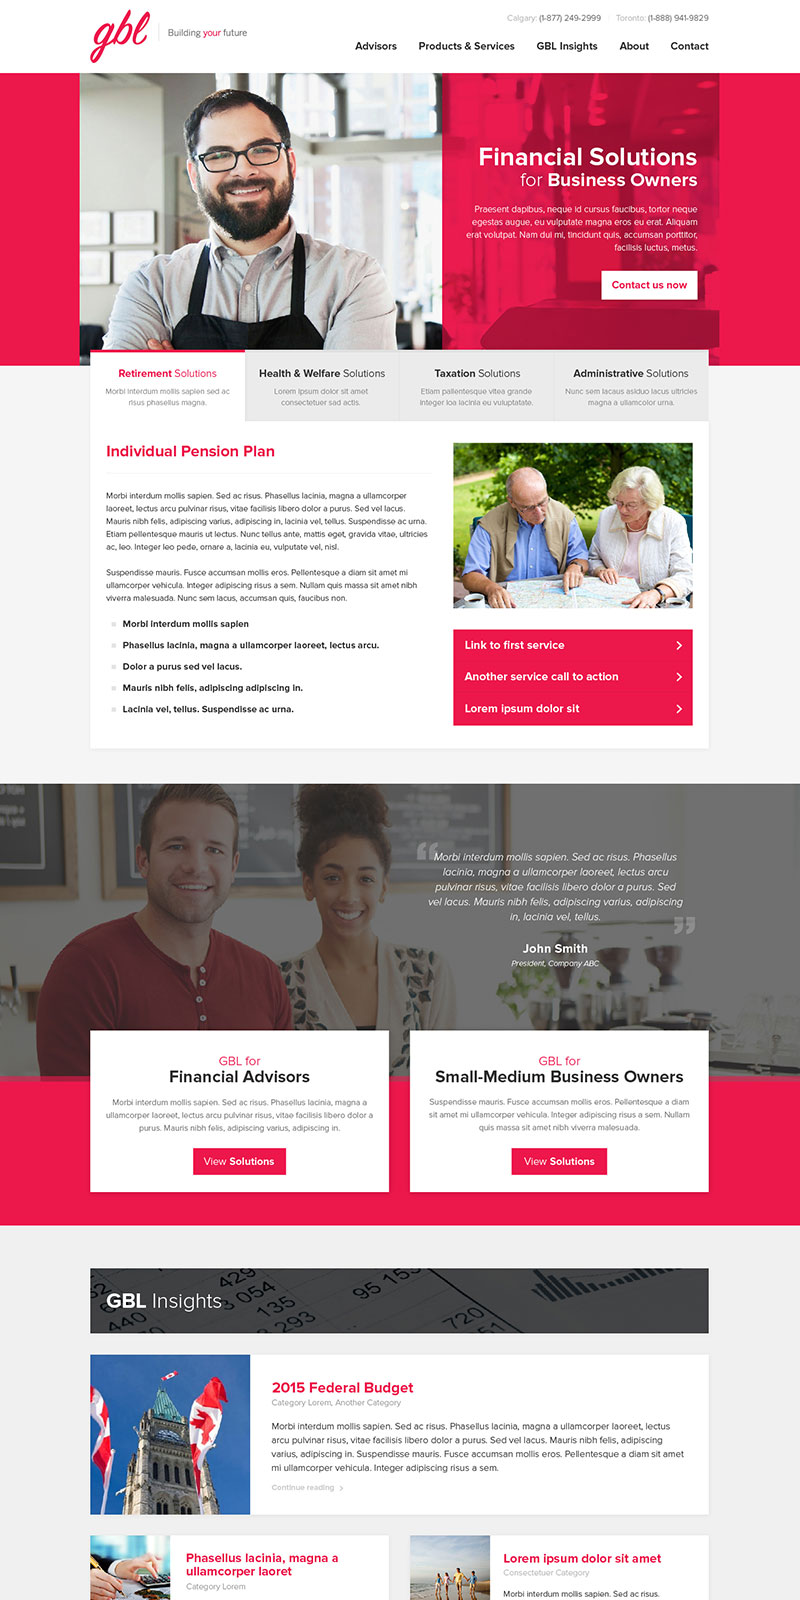 gbl
Building your future
Calgary: (1-877) 249-2999
Toronto: (1-888) 941-9829
Advisors
Products & Services
GBL Insights
About
Contact
Financial Solutions
for Business Owners
Praesent dapibus, neque id cursus faucibus, tortor neque
egestas augue, eu vulputate magna eros eu erat. Aliquam
erat volutpat. Nam dui mi, tincidunt quis, accumsan porttitor,
facilisis luctus, metus.
Contact us now
Retirement Solutions
Morbi interdum mollis sapien sed ac
risus phasellus magna.
Health & Welfare Solutions
Lorem ipsum dolor sit amet
consectetuer sad actis.
Taxation Solutions
Etiam pallentesque vitea grande
Integer loa lacinia eu vuluptatate.
Administrative Solutions
Nunc sem lacaus asiduo lacus ultricies
magna a ullamcolor urna.
Individual Pension Plan
Morbi interdum mollis sapien. Sed ac risus. Phasellus lacinia, magna a ullamcorper
laoreet, lectus arcu pulvinar risus, vitae facilisis libero dolor a purus. Sed vel lacus.
Mauris nibh felis, adipiscing varius, adipiscing in, lacinia vel, tellus. Suspendisse ac urna.
Etiam pellentesque mauris ut lectus. Nunc tellus ante, mattis eget, gravida vitae, ultricies
ac, leo. Integer leo pede, ornare a, lacinia eu, vulputate vel, nisl.
Suspendisse mauris. Fusce accumsan mollis eros. Pellentesque a diam sit amet mi
ullamcorper vehicula. Integer adipiscing risus a sem. Nullam quis massa sit amet nibh
viverra malesuada. Nunc sem lacus, accumsan quis, faucibus non.
Morbi interdum mollis sapien
Phasellus lacinia, magna a ullamcorper laoreet, lectus arcu.
Dolor a purus sed vel lacus.
Mauris nibh felis, adipiscing adipiscing in.
Lacinia vel, tellus. Suspendisse ac urna.
Link to first service
Another service call to action
Lorem ipsum dolor sit
“Morbi interdum mollis sapien. Sed ac risus. Phasellus
lacinia, magna a ullamcorper laoreet, lectus arcu
pulvinar risus, vitae facilisis libero dolor a purus. Sed
vel lacus. Mauris nibh felis, adipiscing varius, adipiscing
in, lacinia vel, tellus. ”
John Smith
President, Company ABC
GBL for
Financial Advisors
Morbi interdum mollis sapien. Sed ac risus. Phasellus lacinia, magna a
ullamcorper laoreet, lectus arcu pulvinar risus, vitae facilisis libero dolor a
purus. Mauris nibh felis, adipiscing varius, adipiscing in.
View Solutions
GBL for
Small-Medium Business Owners
Suspendisse mauris. Fusce accumsan mollis eros. Pellentesque a diam
sit amet mi ullamcorper vehicula. Integer adipiscing risus a sem. Nullam
quis massa sit amet nibh viverra malesuada.
View Solutions
GBL Insights
429
95 153
54 239
720
2015 Federal Budget
Category Lorem, Another Category
Morbi interdum mollis sapien. Sed ac risus. Phasellus lacinia, magna a ullamcorper laoreet, lectus
arcu pulvinar risus, vitae facilisis libero dolor a purus. Sed vel lacus. Mauris nibh felis, adipiscing
varius, adipiscing in. Suspendisse mauris. Fusce accumsan mollis eros. Pellentesque a diam sit amet
mi ullamcorper vehicula. Integer adipiscing risus a sem.
Continue reading
Phasellus lacinia, magna a
ullamcorper laoret
Category Lorem
Lorem ipsum dolor sit amet
Consectetuer Category
Morbi interdum mollis sapien. Sed ac risus.